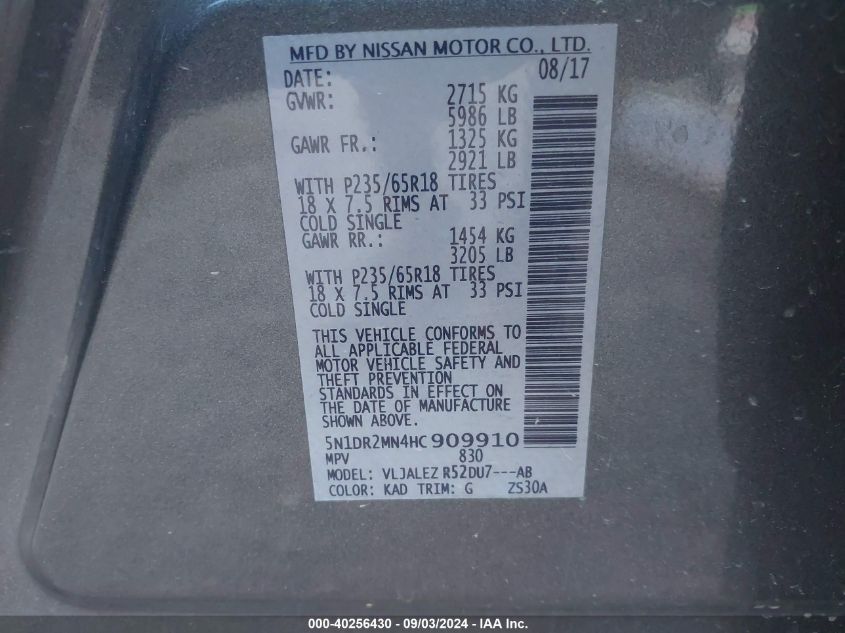 MFD BY NISSAN MOTOR CO., LTD.
DATE: 08/17
GVWR: 2715 KG
5986 LB
GAWR FR.: 1325 KG
2921 LB
WITH P235/65R18 TIRES
18 X 7.5 RIMS AT 33 PSI
COLD SINGLE
GAWR RR.: 1454 KG
3205 LB
WITH P235/65R18 TIRES
18 X 7.5 RIMS AT 33 PSI
COLD SINGLE
THIS VEHICLE CONFORMS TO
ALL APPLICABLE FEDERAL
MOTOR VEHICLE SAFETY AND
THEFT PREVENTION
STANDARDS IN EFFECT ON
THE DATE OF MANUFACTURE
SHOWN ABOVE.
5N1DR2MN4HC909910
MPV 830
MODEL: VLJALEZ R52DU7---AB
COLOR: KAD TRIM: G ZS30A
000-40256430 - 09/03/2024 - IAA Inc.